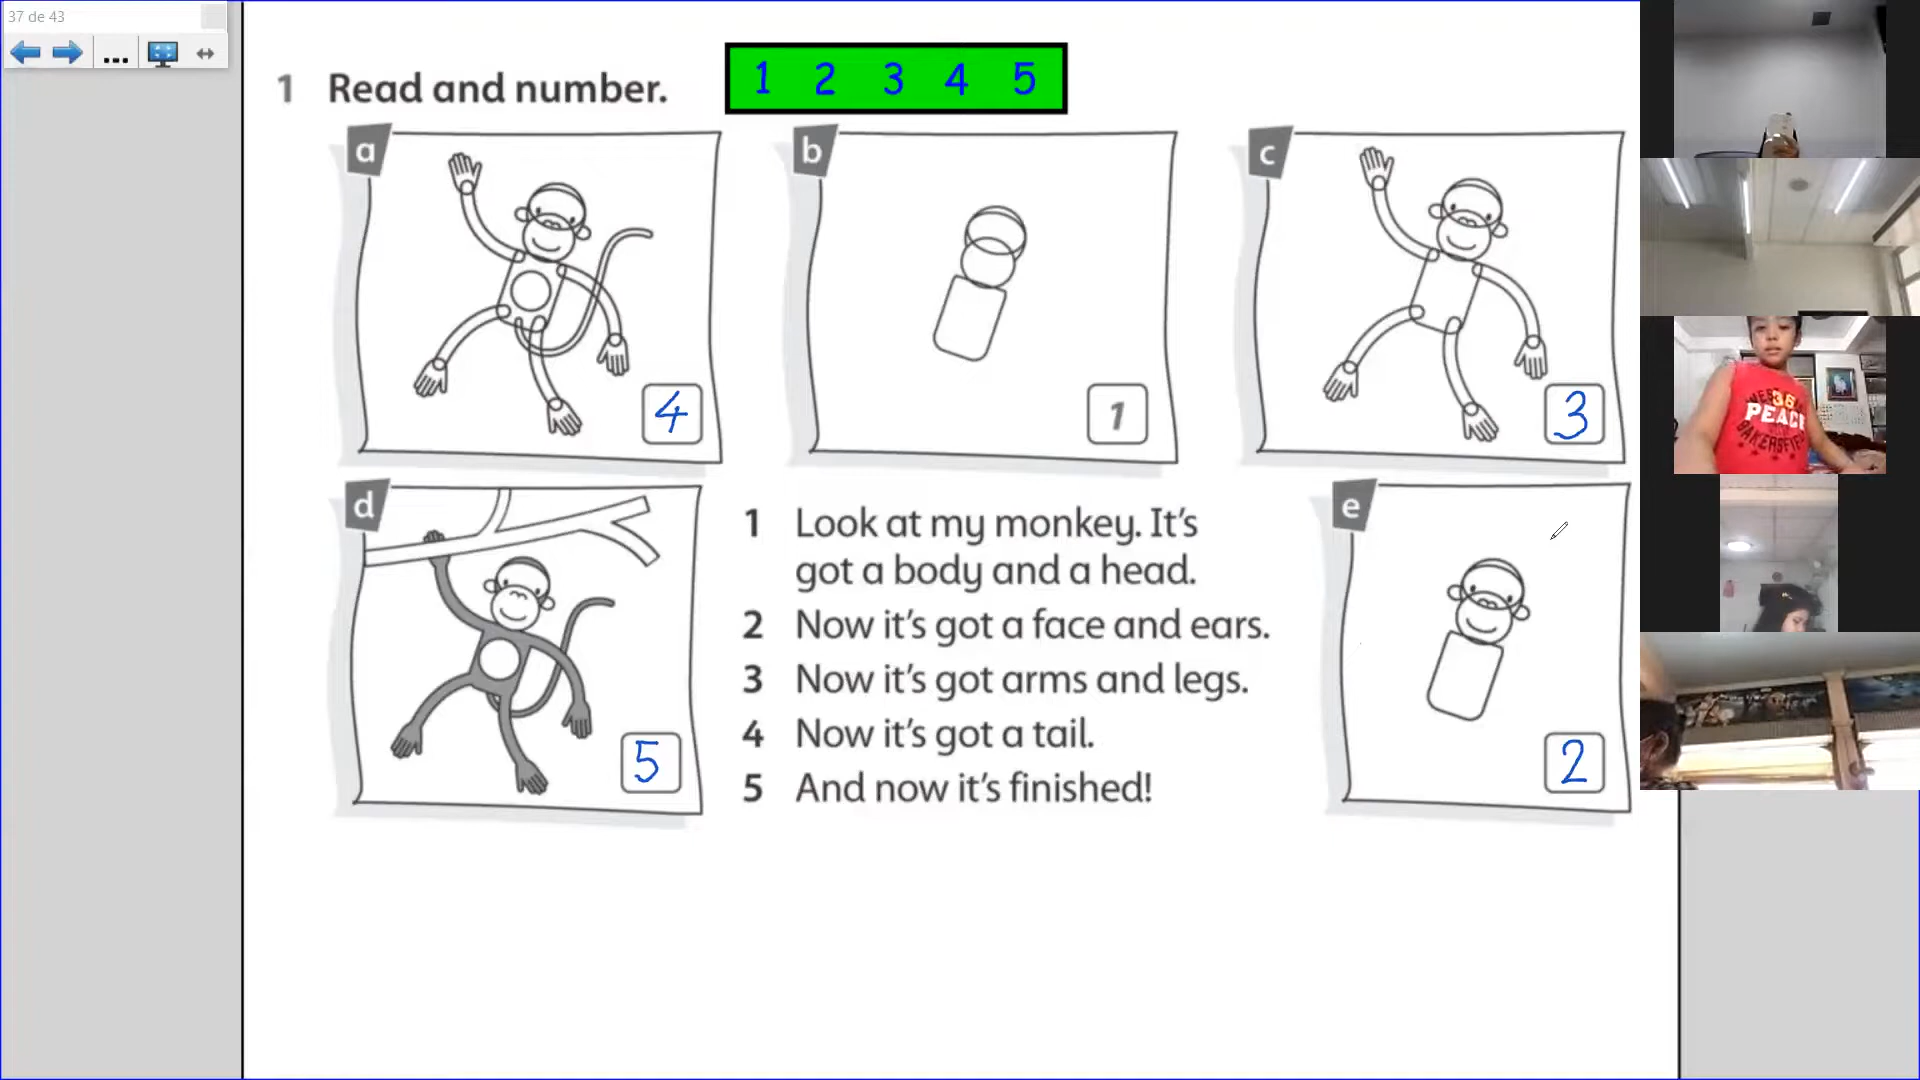 37 de 43
...
1 Read and number.
1 2 3 4 5
a
4
b
1
c
3
d
5
1 Look at my monkey. It's
got a body and a head.
2 Now it's got a face and ears.
3 Now it's got arms and legs.
4 Now it's got a tail.
5 And now it's finished!
e
2
36
PEACE
BAKERSFIELD